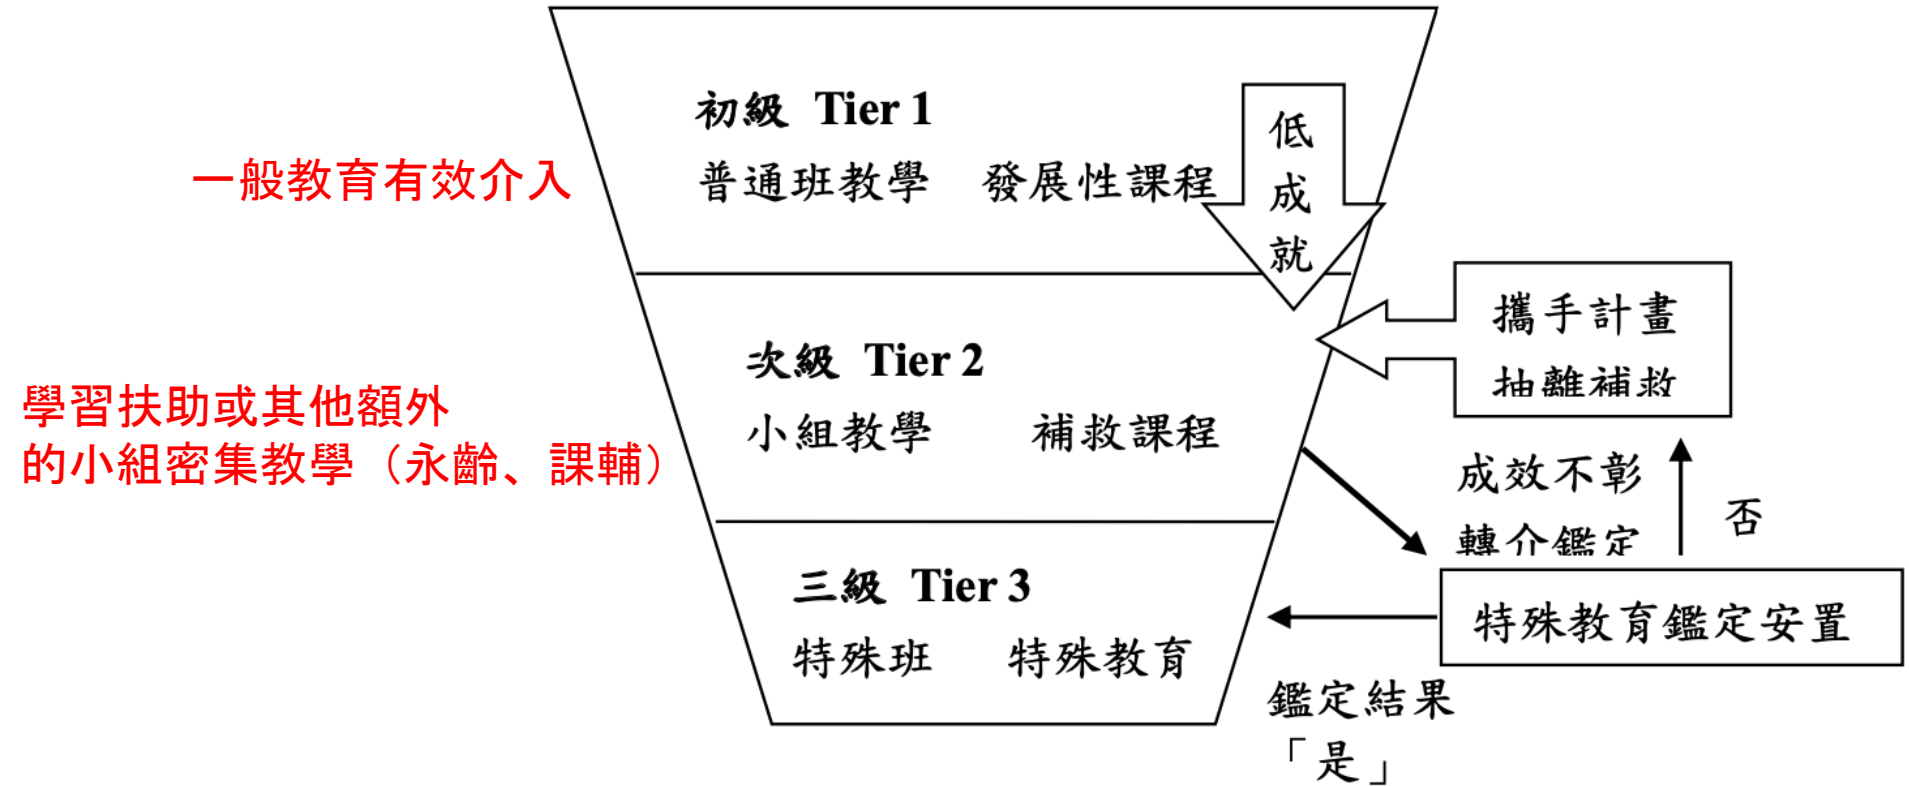 初級 Tier 1
普通班教學 發展性課程
低
成
就
一般教育有效介入
攜手計畫
抽離補救
次級 Tier 2
小組教學 補救課程
學習扶助或其他額外
的小組密集教學（永齡、課輔）
成效不彰
轉介鑑定
否
三級 Tier 3
特殊班 特殊教育
特殊教育鑑定安置
鑑定結果
「是」